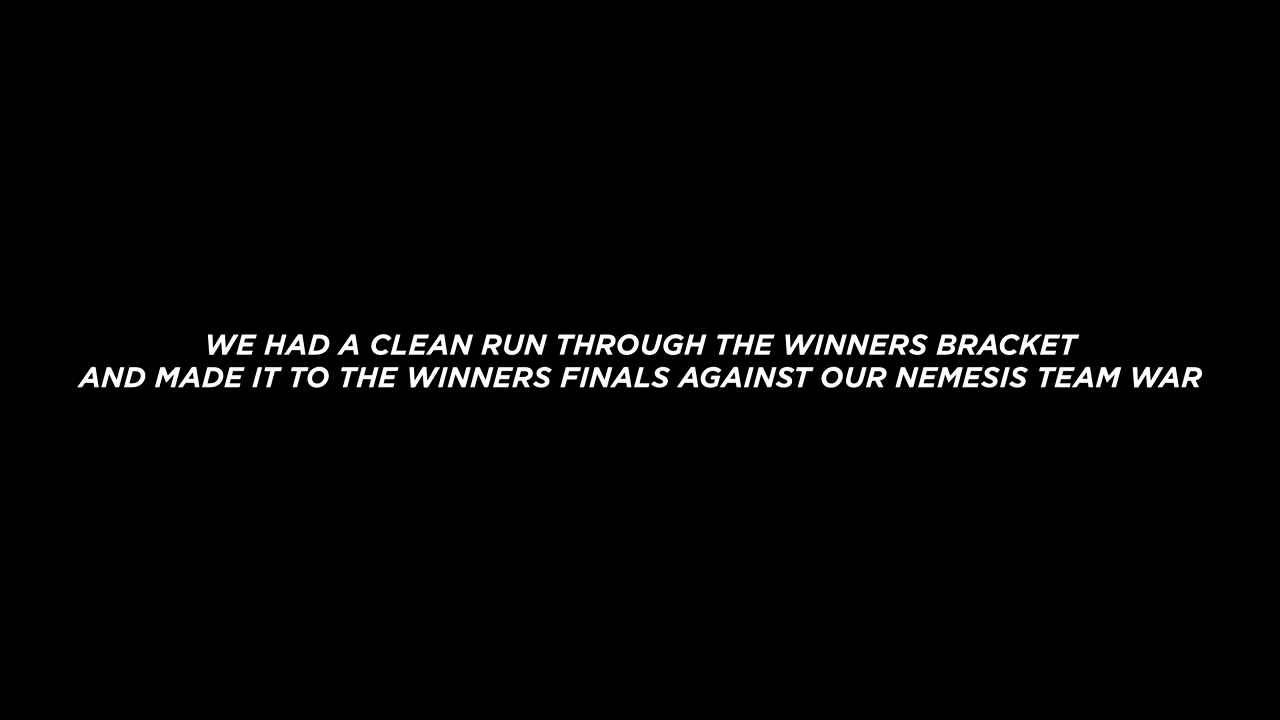 WE HAD A CLEAN RUN THROUGH THE WINNERS BRACKET
AND MADE IT TO THE WINNERS FINALS AGAINST OUR NEMESIS TEAM WAR